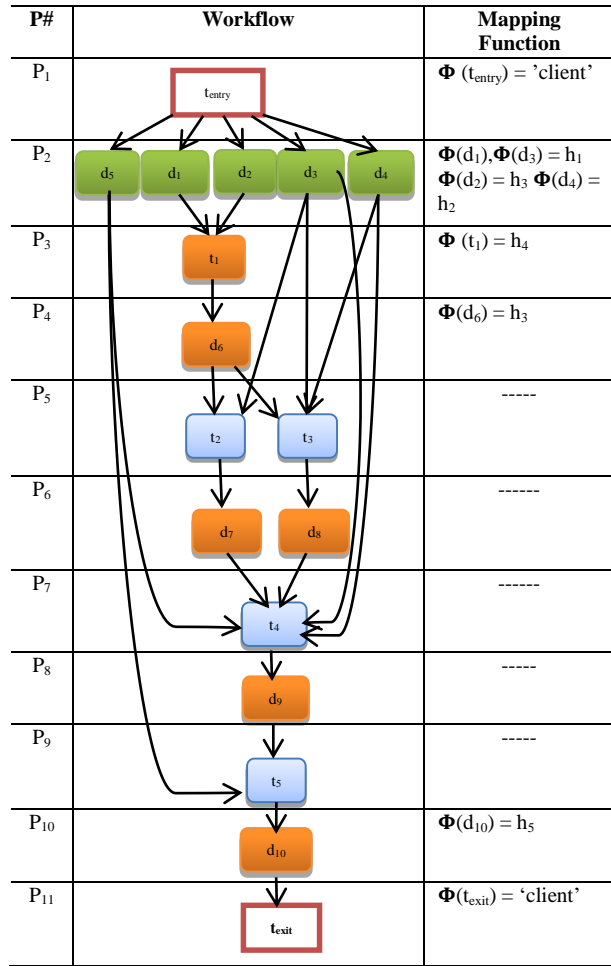 P# Workflow Mapping
Function
P1 tentry Φ (tentry) = ’client’
P2 d5 d1 d2 d3 d4 Φ(d1),Φ(d3) = h1
Φ(d2) = h3 Φ(d4) =
h2
P3 t1 Φ (t1) = h4
P4 d6 Φ(d6) = h3
P5 t2 t3 -----
P6 d7 d8 ------
P7 t4 ------
P8 d9 -----
P9 t5 -----
P10 d10 Φ(d10) = h5
P11 texit Φ(texit) = ‘client’